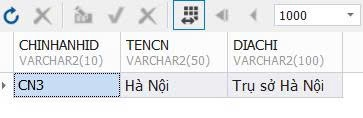 1000
CHINHANHID TENCN DIACHI
VARCHAR2(10) VARCHAR2(50) VARCHAR2(100)
CN3 Hà Nội Trụ sở Hà Nội